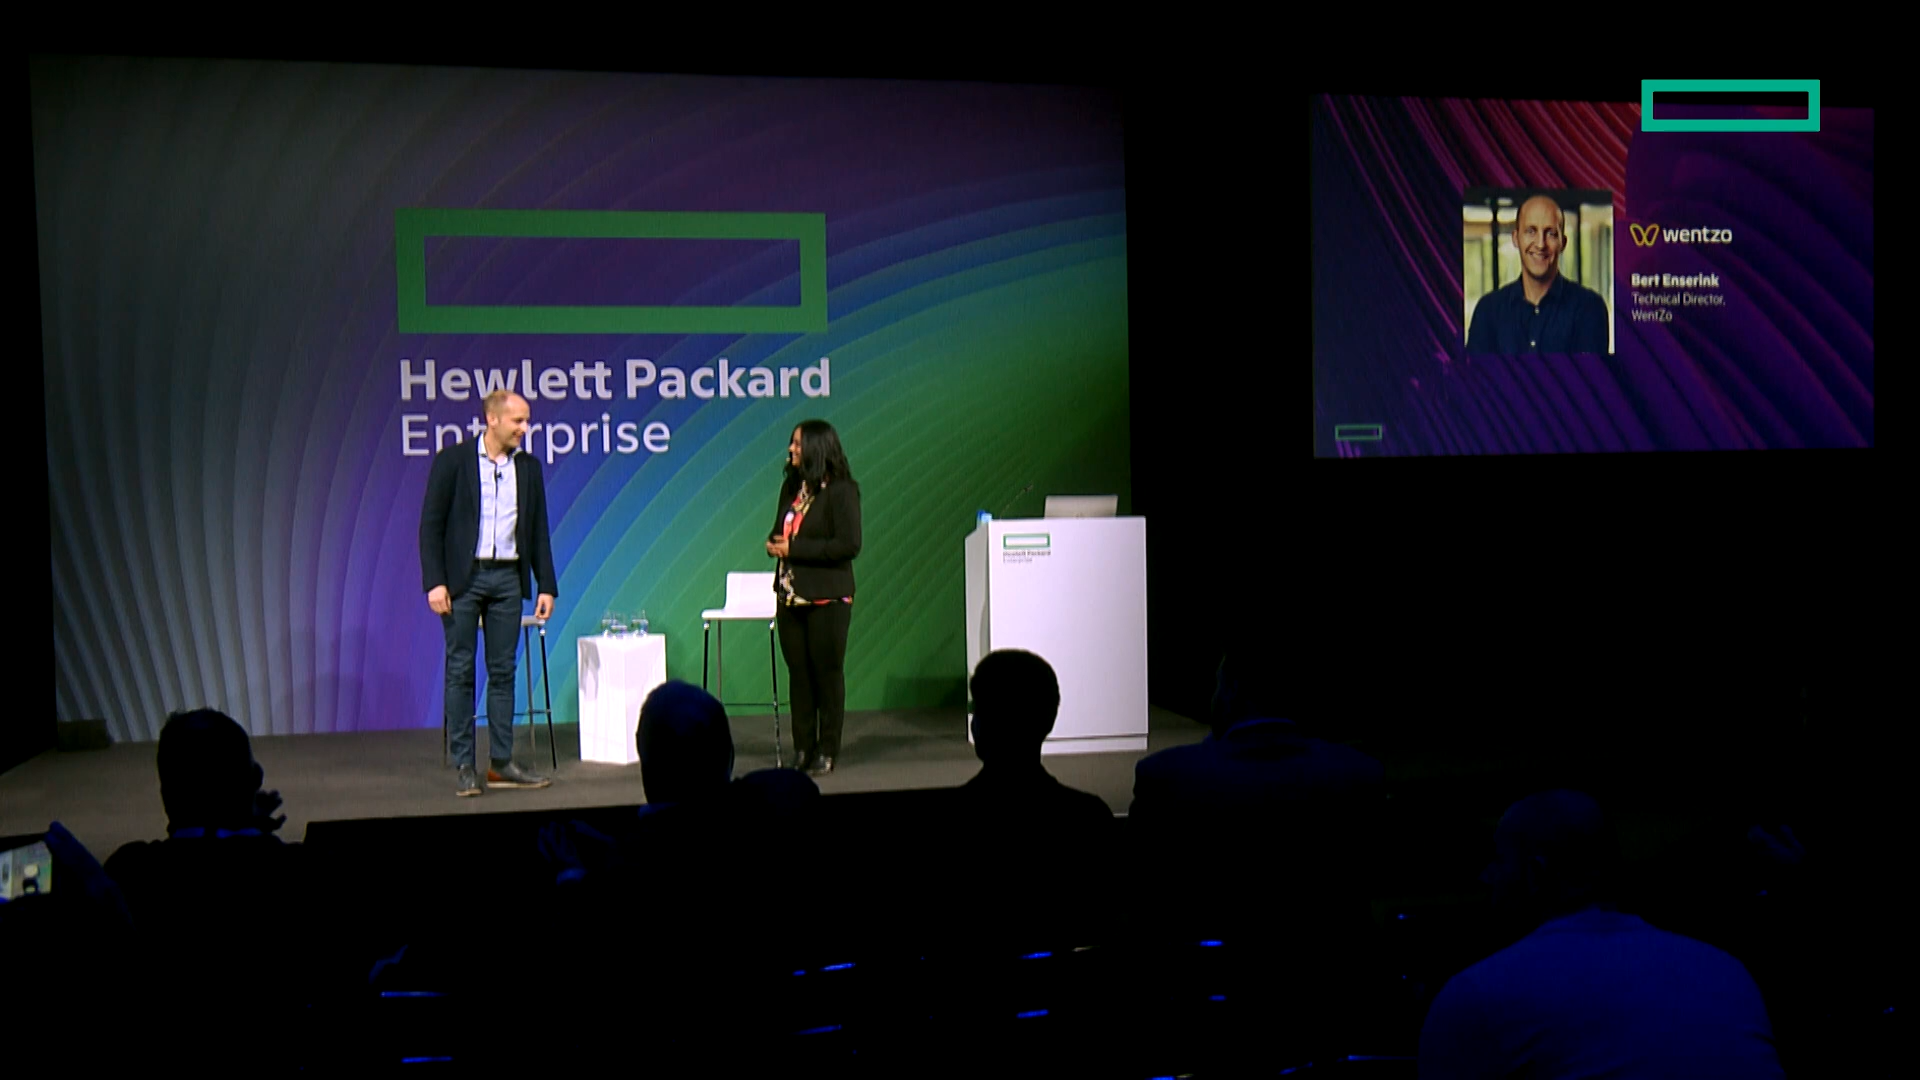 Hewlett Packard
Enterprise
wentzo
Bert Enserink
Technical Director,
WentZo
Hewlett Packard
Enterprise